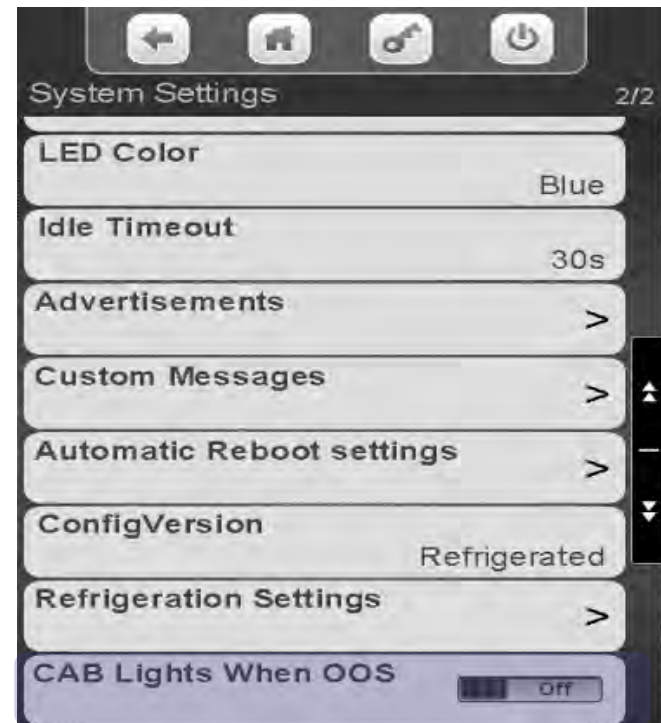 System Settings 2/2
LED Color
Blue
Idle Timeout
30s
Advertisements >
Custom Messages >
Automatic Reboot settings >
ConfigVersion
Refrigerated
Refrigeration Settings >
CAB Lights When OOS
Off